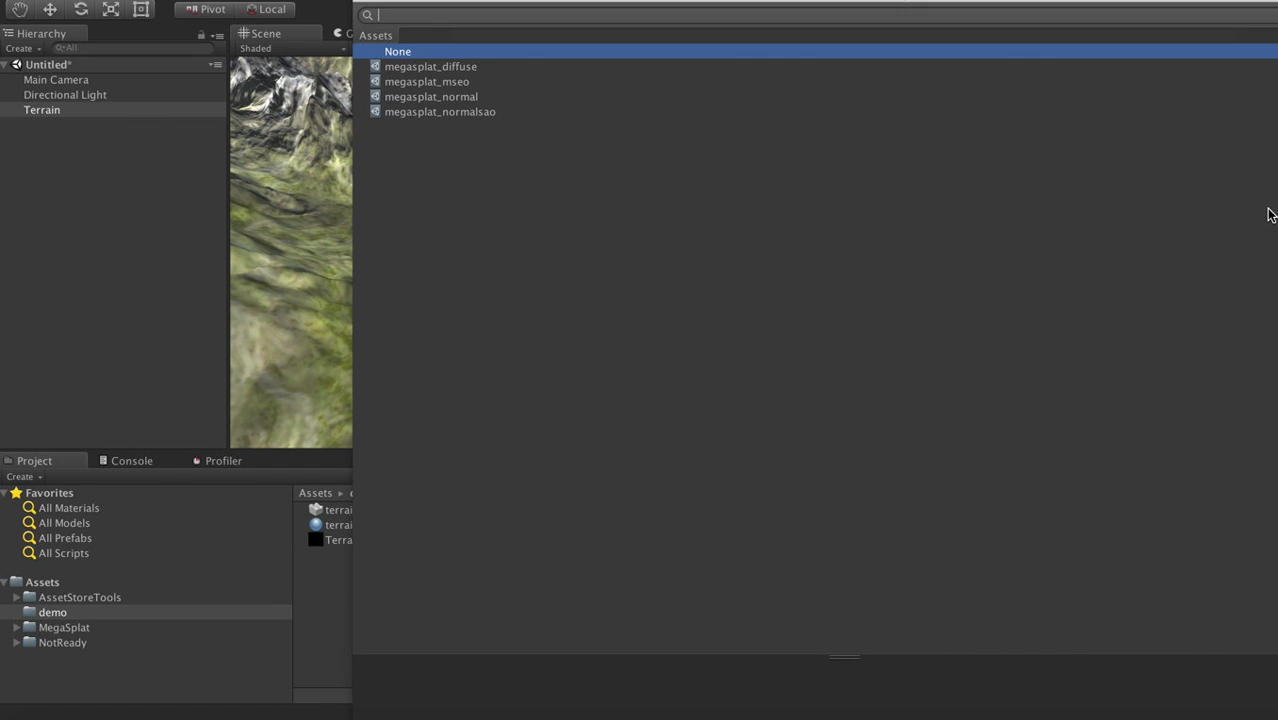 Pivot
Local
Hierarchy
Scene
Create
All
Shaded
Untitled*
Main Camera
Directional Light
Terrain
Assets
None
megasplat_diffuse
megasplat_mseo
megasplat_normal
megasplat_normalsao
Project
Console
Profiler
Create
Favorites
All Materials
All Models
All Prefabs
All Scripts
Assets
AssetStoreTools
demo
MegaSplat
NotReady
Assets
terrai
terrai
Terra